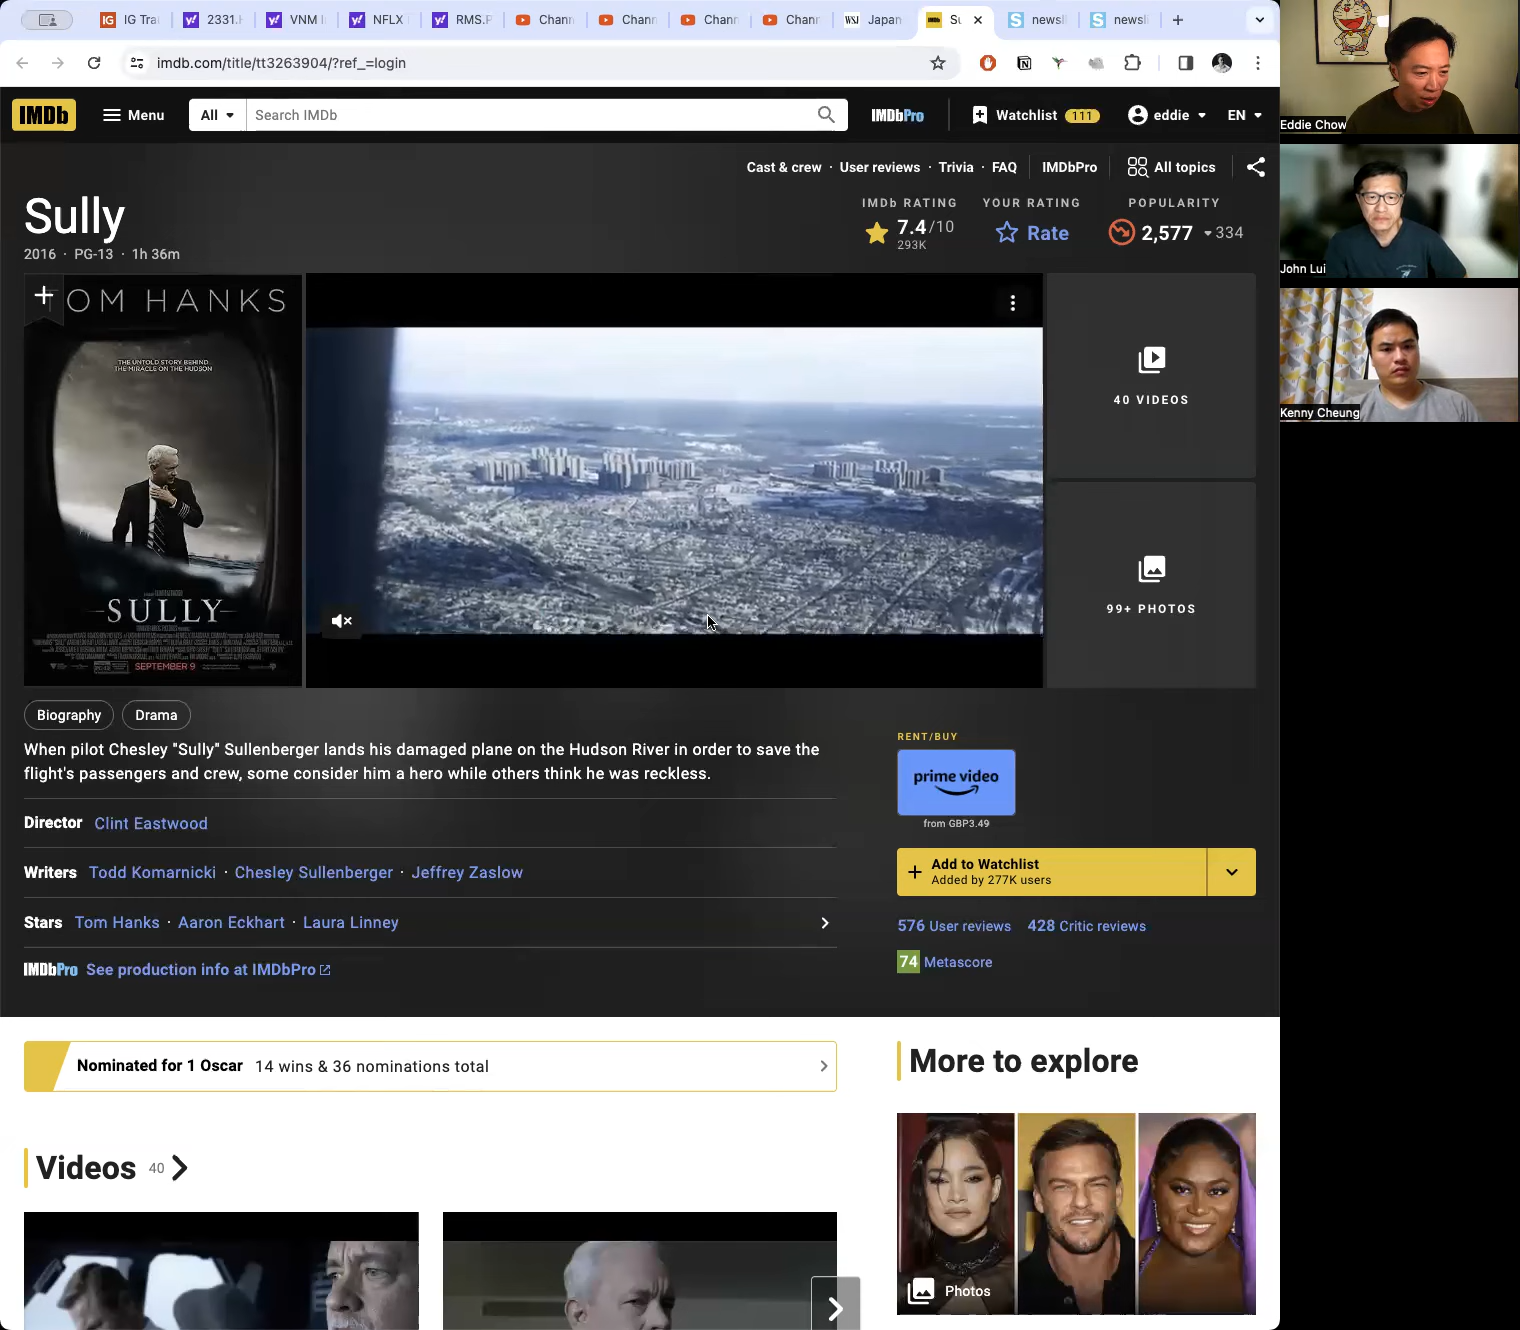 IG Tra
2331.
VNM I
NFLX
RMS.P
Chann
Chann
Chann
Chann
WSJ Japan
Su
newsl
newsl
imdb.com/title/tt3263904/?ref_=login
IMDb
Menu
All
Search IMDb
IMDbPro
Watchlist 111
eddie
EN
Cast & crew · User reviews · Trivia · FAQ
IMDbPro
All topics
Sully
2016 · PG-13 · 1h 36m
IMDb RATING
7.4/10
293K
YOUR RATING
Rate
POPULARITY
2,577 334
TOM HANKS
THE UNTOLD STORY BEHIND
THE MIRACLE ON THE HUDSON
SULLY
SEPTEMBER 9
40 VIDEOS
99+ PHOTOS
Biography
Drama
When pilot Chesley "Sully" Sullenberger lands his damaged plane on the Hudson River in order to save the
flight's passengers and crew, some consider him a hero while others think he was reckless.
Director Clint Eastwood
Writers Todd Komarnicki · Chesley Sullenberger · Jeffrey Zaslow
Stars Tom Hanks · Aaron Eckhart · Laura Linney
IMDbPro See production info at IMDbPro
RENT/BUY
prime video
from GBP3.49
Add to Watchlist
Added by 277K users
576 User reviews 428 Critic reviews
74 Metascore
Nominated for 1 Oscar 14 wins & 36 nominations total
Videos 40
More to explore
Photos
Eddie Chow
John Lui
Kenny Cheung